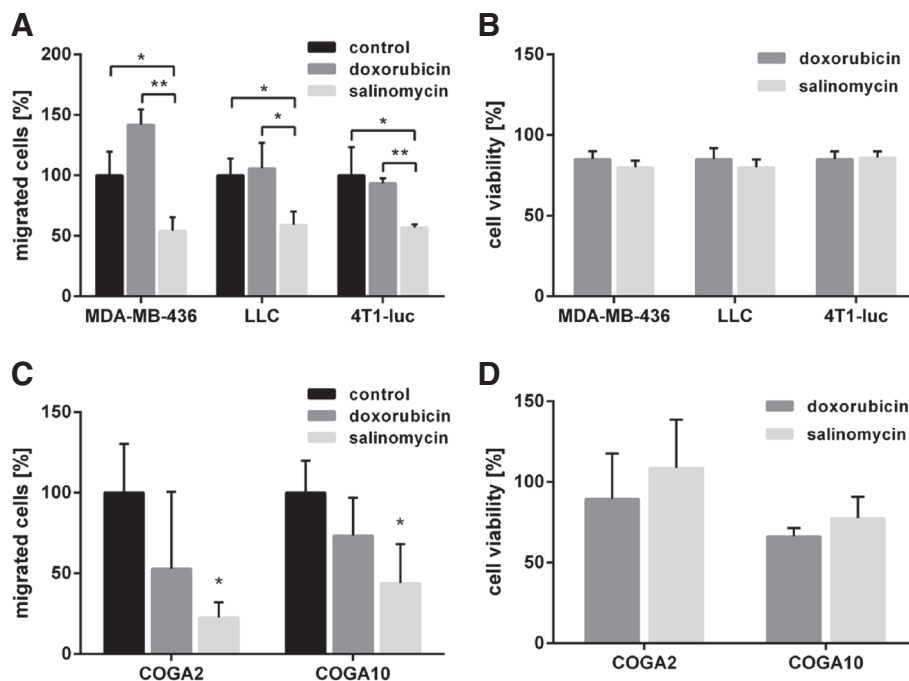 A
migrated cells [%]
200
150
100
50
0
control
doxorubicin
salinomycin
*
**
*
*
*
**
MDA-MB-436 LLC 4T1-luc
B
cell viability [%]
150
100
50
0
doxorubicin
salinomycin
MDA-MB-436 LLC 4T1-luc
C
migrated cells [%]
150
100
50
0
control
doxorubicin
salinomycin
*
*
COGA2 COGA10
D
cell viability [%]
150
100
50
0
doxorubicin
salinomycin
COGA2 COGA10